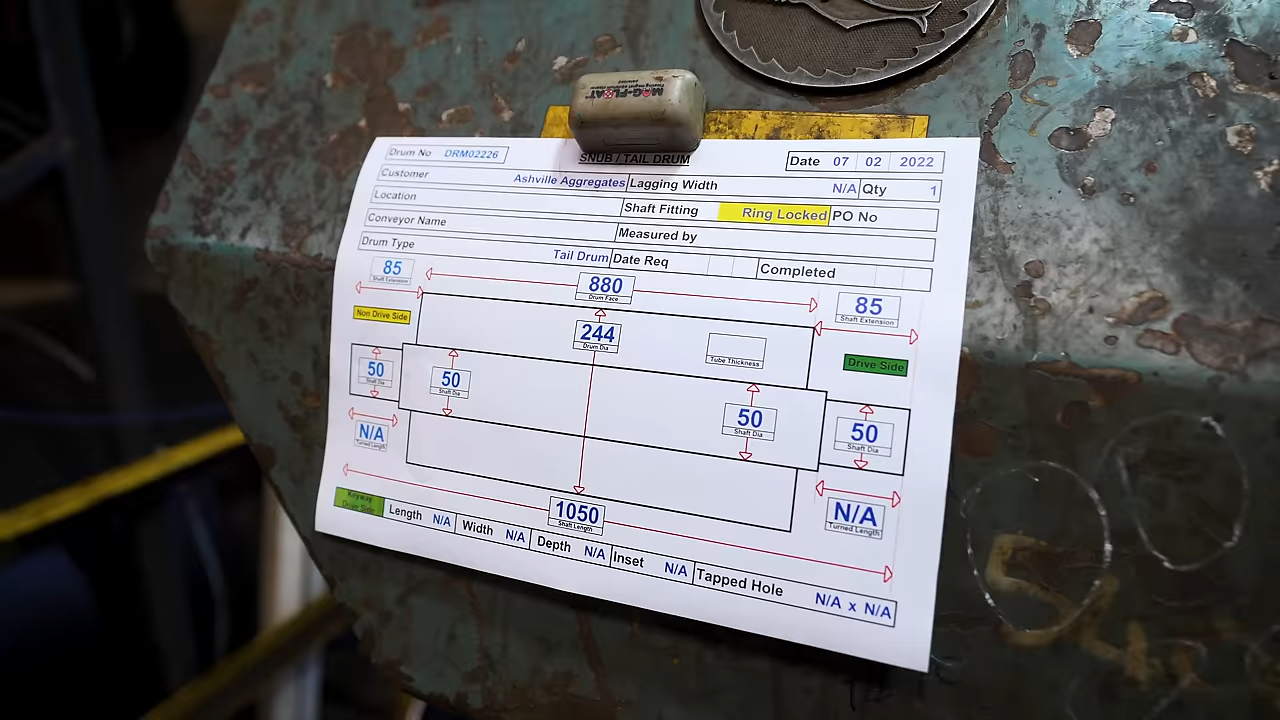 MAG-FLOAT
SNUB / TAIL DRUM
Drum No DRM02226 Date 07 02 2022
Customer Ashville Aggregates Lagging Width N/A Qty 1
Location Shaft Fitting Ring Locked PO No
Conveyor Name Measured by
Drum Type Tail Drum Date Req Completed
85
Shaft Extension
880
Drum Face
85
Shaft Extension
Non Drive Side
244
Drum Dia
Tube Thickness
Drive Side
50
Shaft Dia
50
Shaft Dia
50
Shaft Dia
50
Shaft Dia
N/A
Turned Length
1050
Shaft Length
N/A
Turned Length
Keyway
Drive Side
Length N/A Width N/A Depth N/A Inset N/A Tapped Hole N/A x N/A